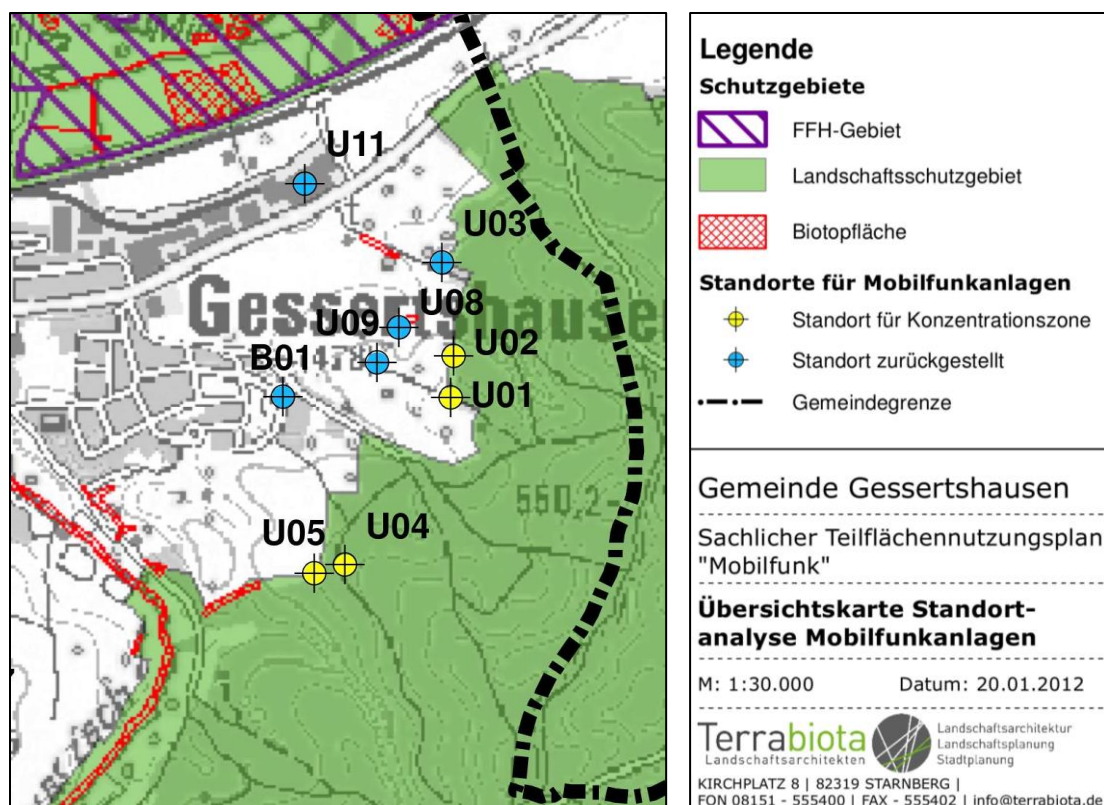 U11
U03
Gessertshausen
U08
U09
U02
B01
U01
550,2
U05
U04
Legende
Schutzgebiete
FFH-Gebiet
Landschaftsschutzgebiet
Biotopfläche
Standorte für Mobilfunkanlagen
Standort für Konzentrationszone
Standort zurückgestellt
Gemeindegrenze
Gemeinde Gessertshausen
Sachlicher Teilflächennutzungsplan
"Mobilfunk"
Übersichtskarte Standort-
analyse Mobilfunkanlagen
M: 1:30.000 Datum: 20.01.2012
Terrabiota
Landschaftsarchitekten
Landschaftsarchitektur
Landschaftsplanung
Stadtplanung
KIRCHPLATZ 8 | 82319 STARNBERG |
FON 08151 - 555400 | FAX - 555402 | info@terrabiota.de